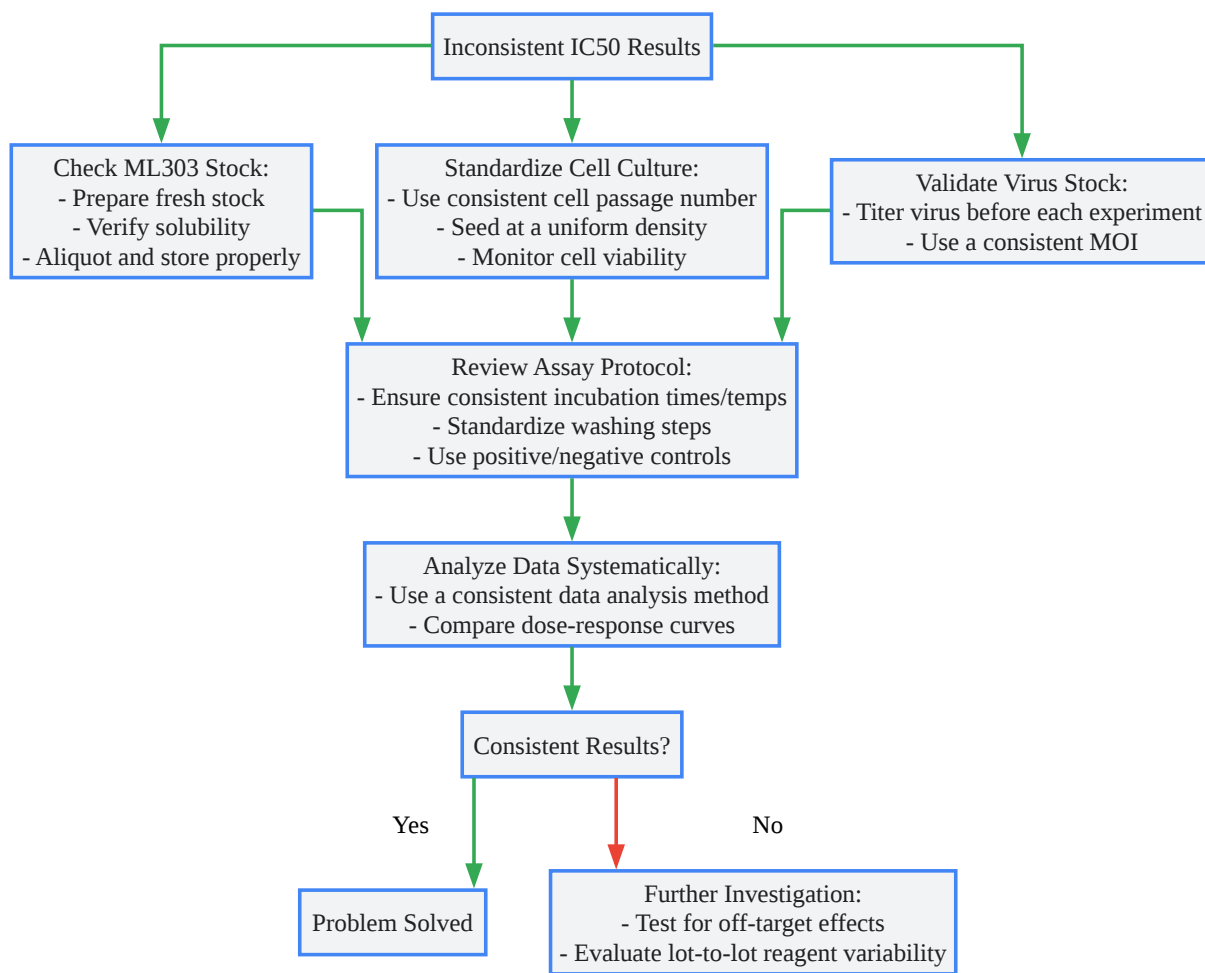 Inconsistent IC50 Results
Check ML303 Stock:
- Prepare fresh stock
- Verify solubility
- Aliquot and store properly
Standardize Cell Culture:
- Use consistent cell passage number
- Seed at a uniform density
- Monitor cell viability
Validate Virus Stock:
- Titer virus before each experiment
- Use a consistent MOI
Review Assay Protocol:
- Ensure consistent incubation times/temps
- Standardize washing steps
- Use positive/negative controls
Analyze Data Systematically:
- Use a consistent data analysis method
- Compare dose-response curves
Consistent Results?
Yes
No
Problem Solved
Further Investigation:
- Test for off-target effects
- Evaluate lot-to-lot reagent variability